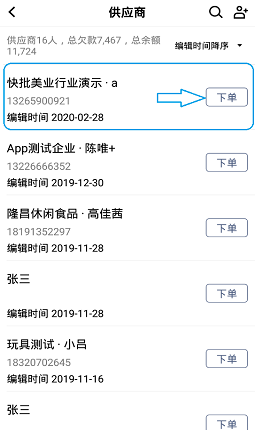 供应商
供应商16人，总欠款7,467，总余额
11,724
编辑时间降序
快批美业行业演示 · a
13265900921
下单
编辑时间 2020-02-28
App测试企业 · 陈唯+
13226666352
下单
编辑时间 2019-12-30
隆昌休闲食品 · 高佳茜
18191352297
下单
编辑时间 2019-11-28
张三
下单
编辑时间 2019-11-28
玩具测试 · 小吕
18320702645
下单
编辑时间 2019-11-16
张三
下单